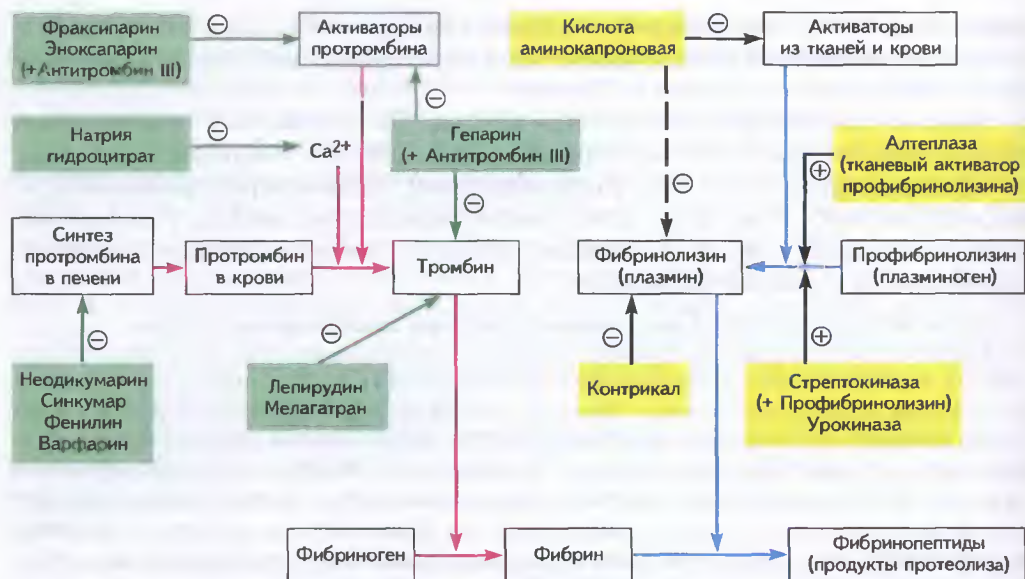 Фраксипарин
Эноксапарин
(+Антитромбин III)
⊖
Активаторы
протромбина
Кислота
аминокапроновая
⊖
Активаторы
из тканей и крови
Натрия
гидроцитрат
⊖
Ca²⁺
⊖
Гепарин
(+ Антитромбин III)
⊖
⊖
⊕
Алтеплаза
(тканевый активатор
профибринолизина)
Синтез
протромбина
в печени
Протромбин
в крови
Тромбин
Фибринолизин
(плазмин)
Профибринолизин
(плазминоген)
⊖
⊖
⊖
⊕
Неодикумарин
Синкумар
Фенилин
Варфарин
Лепирудин
Мелагатран
Контрикал
Стрептокиназа
(+ Профибринолизин)
Урокиназа
Фибриноген
Фибрин
Фибринопептиды
(продукты протеолиза)